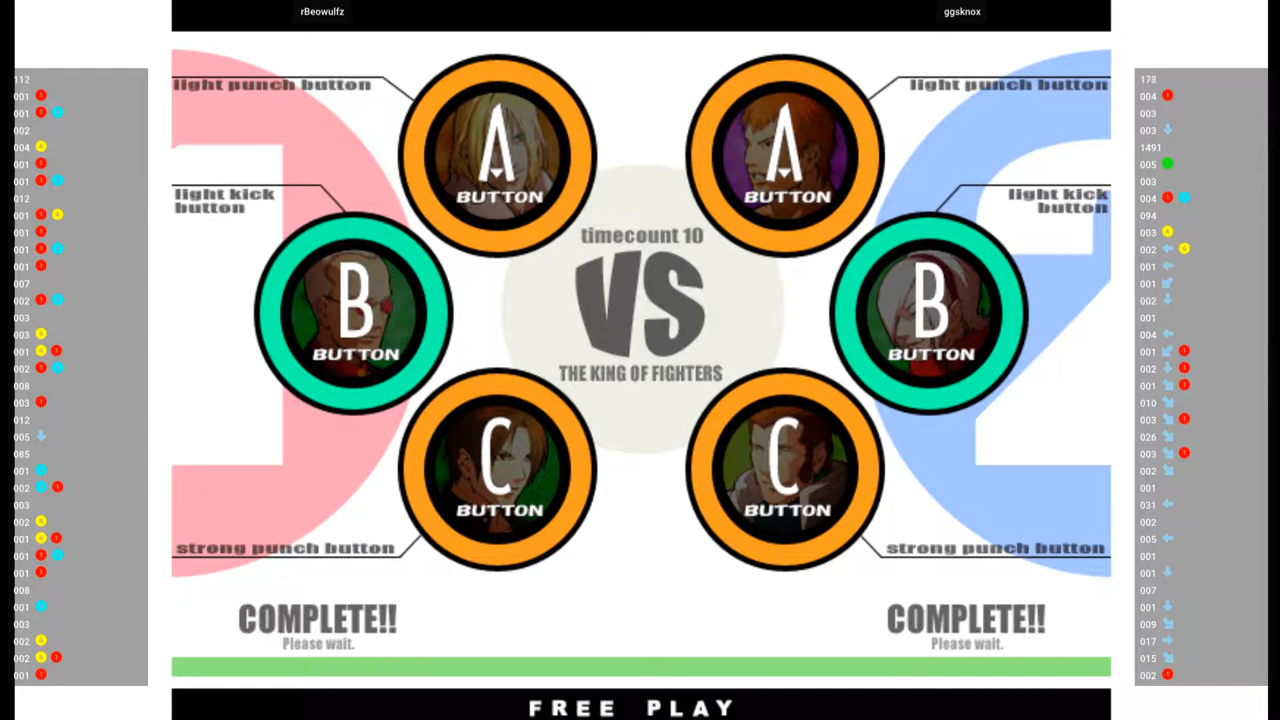 rBeowulfz
ggsknox
112
001
001
002
004
001
001
012
001
001
001
001
007
002
003
003
001
002
008
003
012
005
085
001
002
003
002
001
001
001
008
001
003
002
002
001
light punch button
light kick
button
strong punch button
A
BUTTON
B
BUTTON
C
BUTTON
timecount 10
VS
THE KING OF FIGHTERS
A
BUTTON
B
BUTTON
C
BUTTON
light punch button
light kick
button
strong punch button
COMPLETE!!
Please wait.
COMPLETE!!
Please wait.
FREE PLAY
178
004
003
003
1491
005
003
004
094
003
002
001
001
002
001
004
001
002
001
010
003
026
003
002
001
031
002
005
001
001
007
001
009
017
015
002